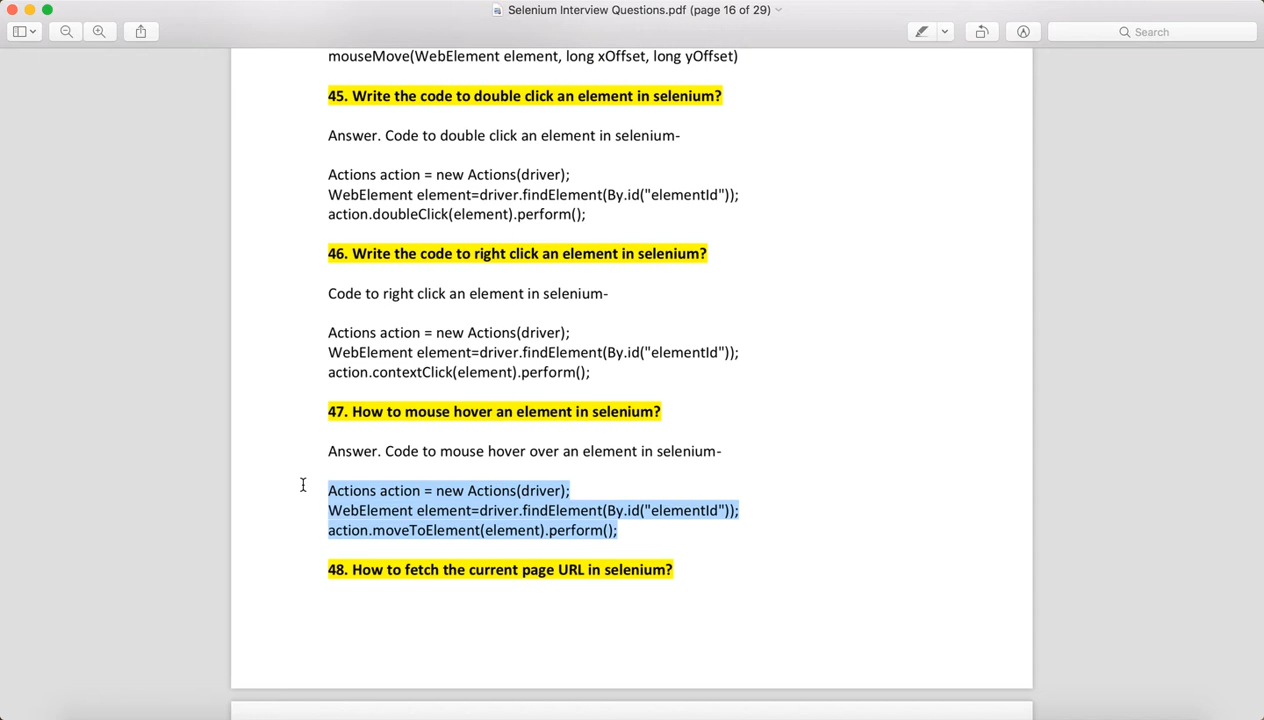 Selenium Interview Questions.pdf (page 16 of 29)
Search
mouseMove(WebElement element, long xOffset, long yOffset)
45. Write the code to double click an element in selenium?
Answer. Code to double click an element in selenium-
Actions action = new Actions(driver);
WebElement element=driver.findElement(By.id("elementId"));
action.doubleClick(element).perform();
46. Write the code to right click an element in selenium?
Code to right click an element in selenium-
Actions action = new Actions(driver);
WebElement element=driver.findElement(By.id("elementId"));
action.contextClick(element).perform();
47. How to mouse hover an element in selenium?
Answer. Code to mouse hover over an element in selenium-
Actions action = new Actions(driver);
WebElement element=driver.findElement(By.id("elementId"));
action.moveToElement(element).perform();
48. How to fetch the current page URL in selenium?